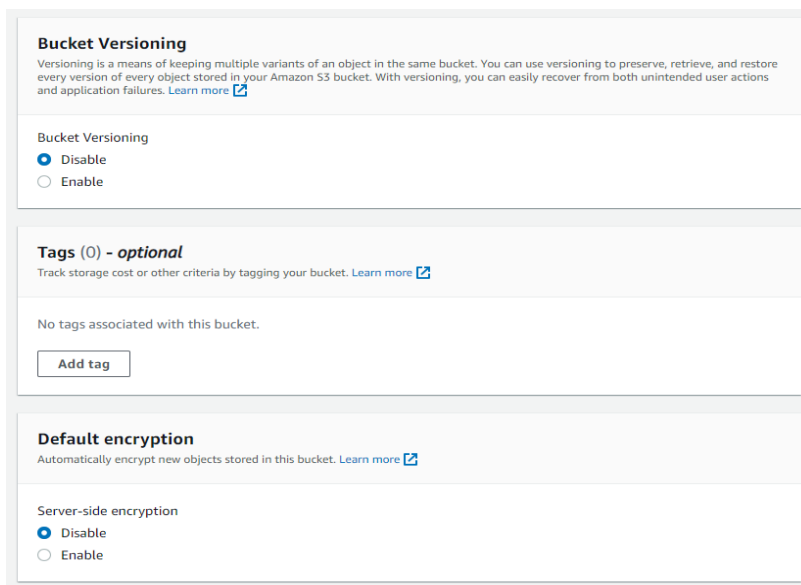 Bucket Versioning
Versioning is a means of keeping multiple variants of an object in the same bucket. You can use versioning to preserve, retrieve, and restore
every version of every object stored in your Amazon S3 bucket. With versioning, you can easily recover from both unintended user actions
and application failures. Learn more
Bucket Versioning
Disable
Enable
Tags (0) - optional
Track storage cost or other criteria by tagging your bucket. Learn more
No tags associated with this bucket.
Add tag
Default encryption
Automatically encrypt new objects stored in this bucket. Learn more
Server-side encryption
Disable
Enable